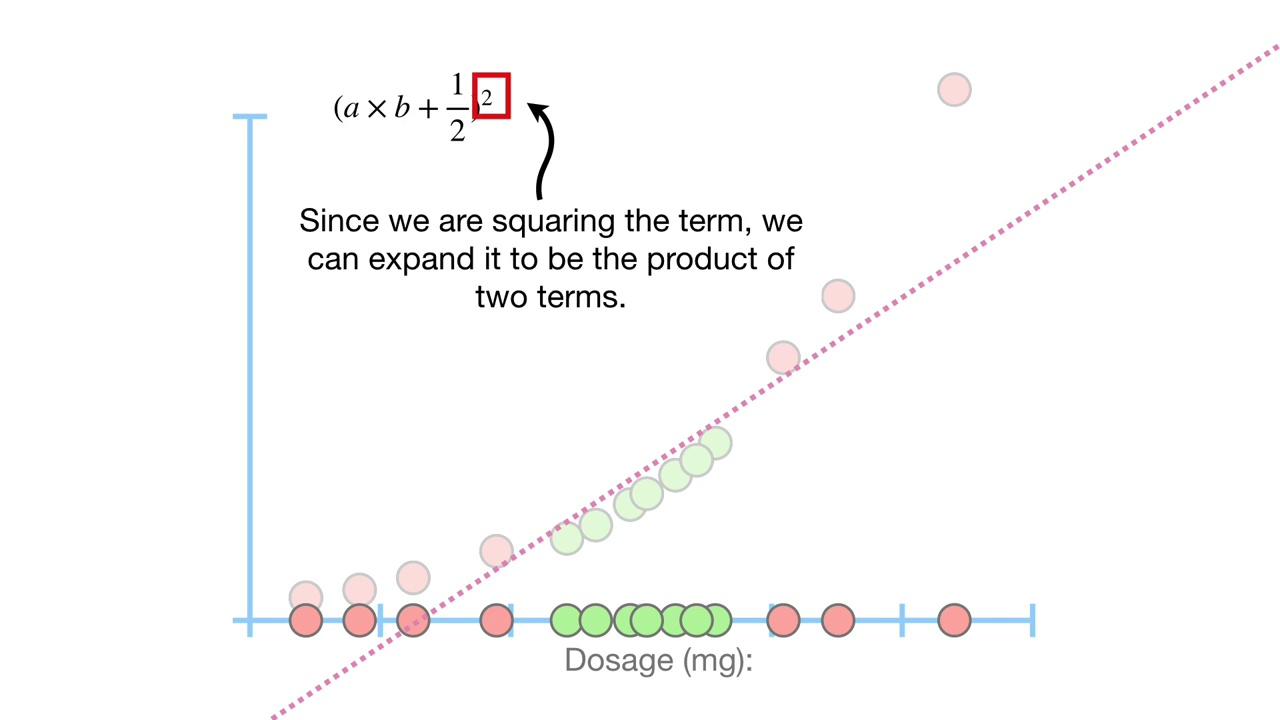 (a × b + 1/2)²
Since we are squaring the term, we
can expand it to be the product of
two terms.
Dosage (mg):